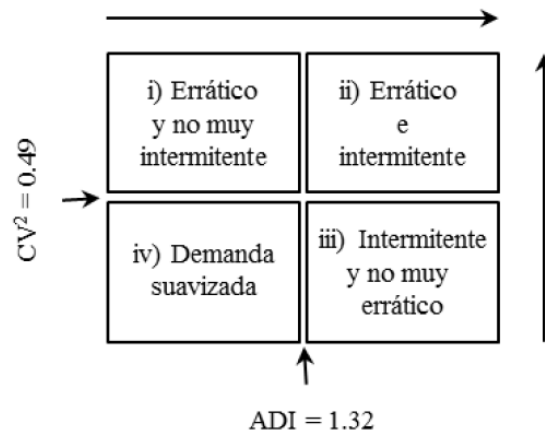 i) Errático
y no muy
intermitente
ii) Errático
e
intermitente
CV² = 0.49
iv) Demanda
suavizada
iii) Intermitente
y no muy
errático
ADI = 1.32